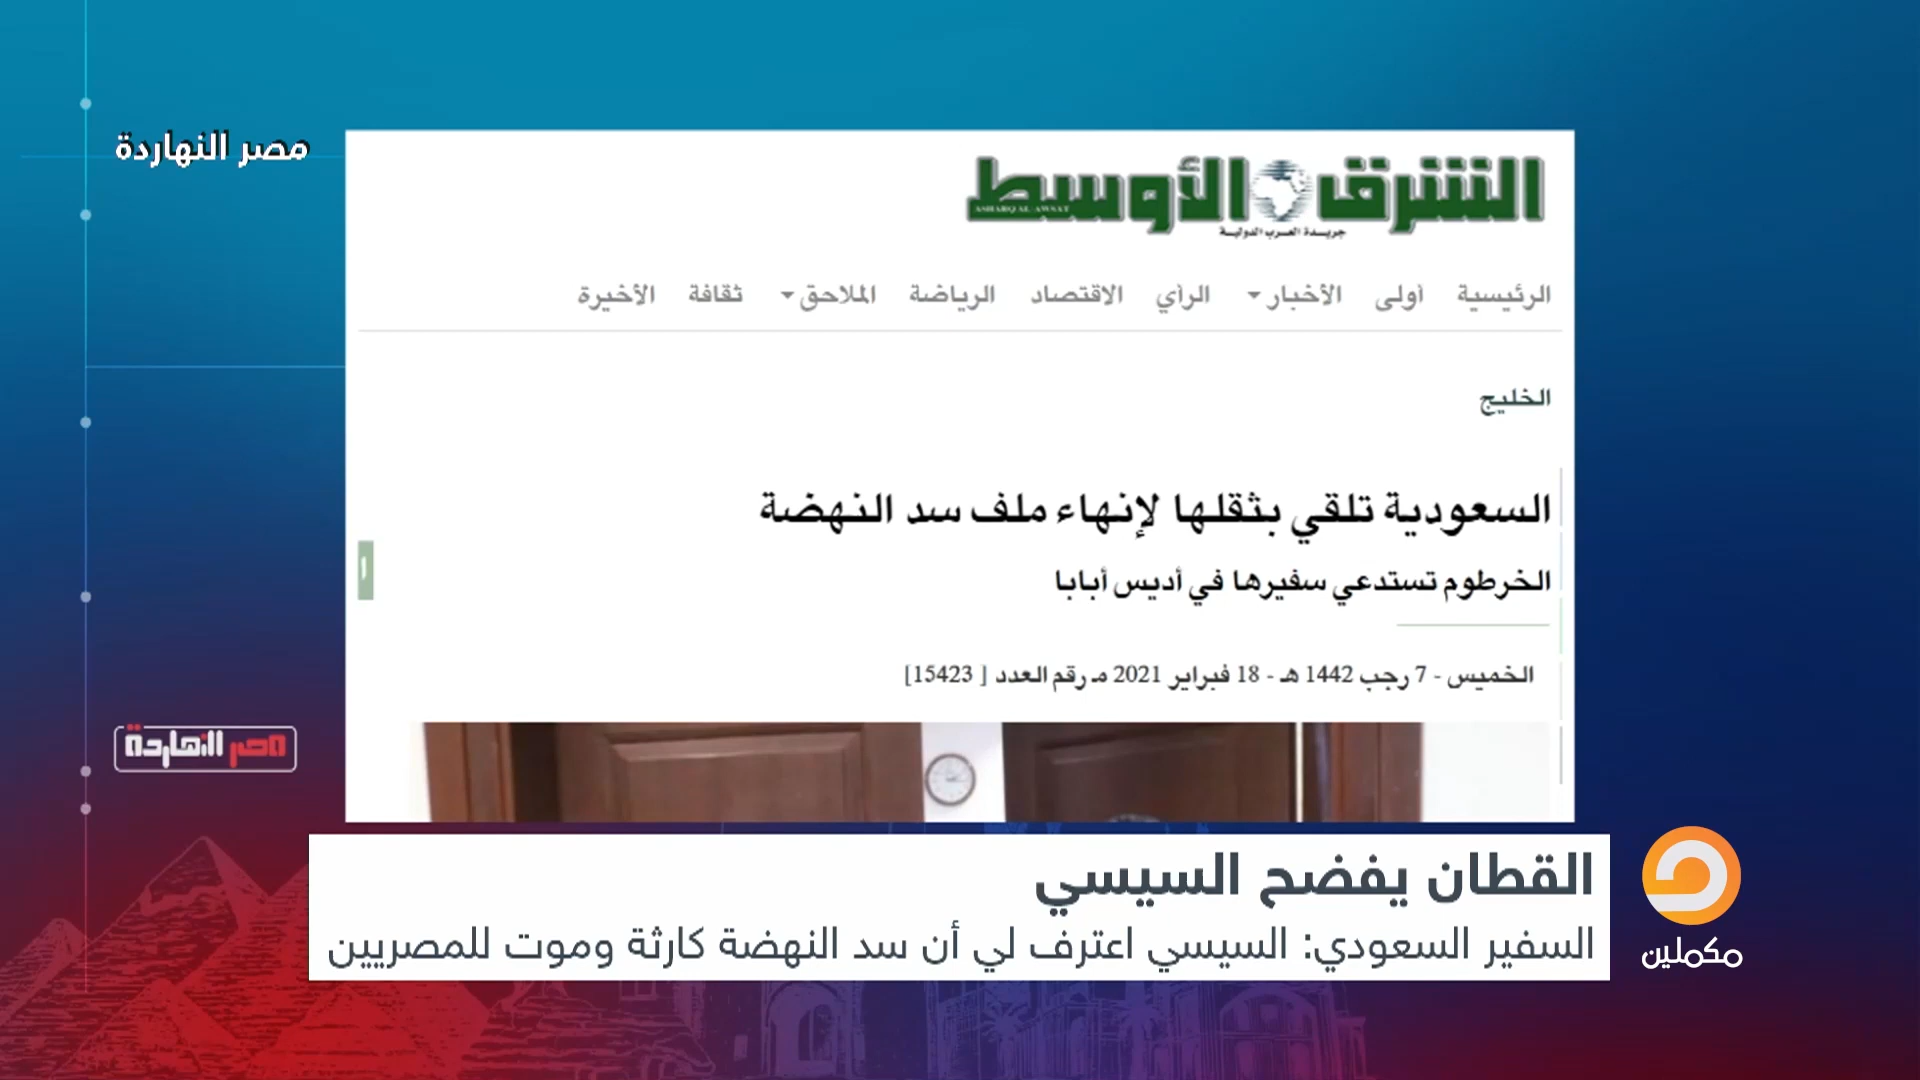 مصر النهاردة
الشرق الأوسط
ASHARQ AL-AWSAT
جريدة العرب الدولية
الرئيسية أولى الأخبار الرأي الاقتصاد الرياضة الملاحق ثقافة الأخيرة
الخليج
السعودية تلقي بثقلها لإنهاء ملف سد النهضة
الخرطوم تستدعي سفيرها في أديس أبابا
الخميس - 7 رجب 1442 هـ - 18 فبراير 2021 مـ رقم العدد [ 15423]
مصر النهاردة
القطان يفضح السيسي
السفير السعودي: السيسي اعترف لي أن سد النهضة كارثة وموت للمصريين
مكملين